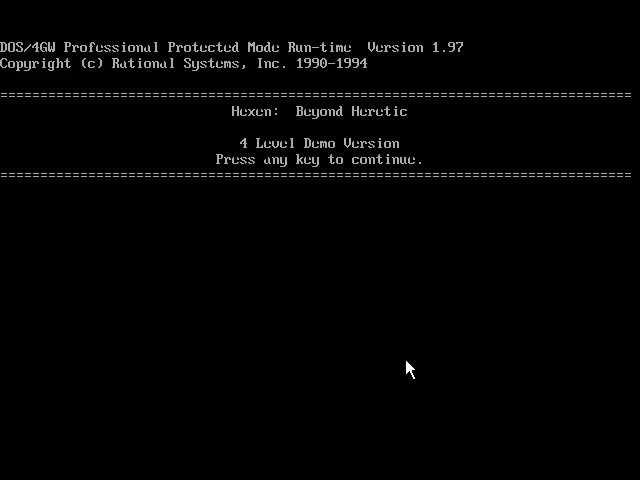 DOS/4GW Professional Protected Mode Run-time  Version 1.97
Copyright (c) Rational Systems, Inc. 1990-1994
===============================================================================
Hexen:  Beyond Heretic
4 Level Demo Version
Press any key to continue.
===============================================================================